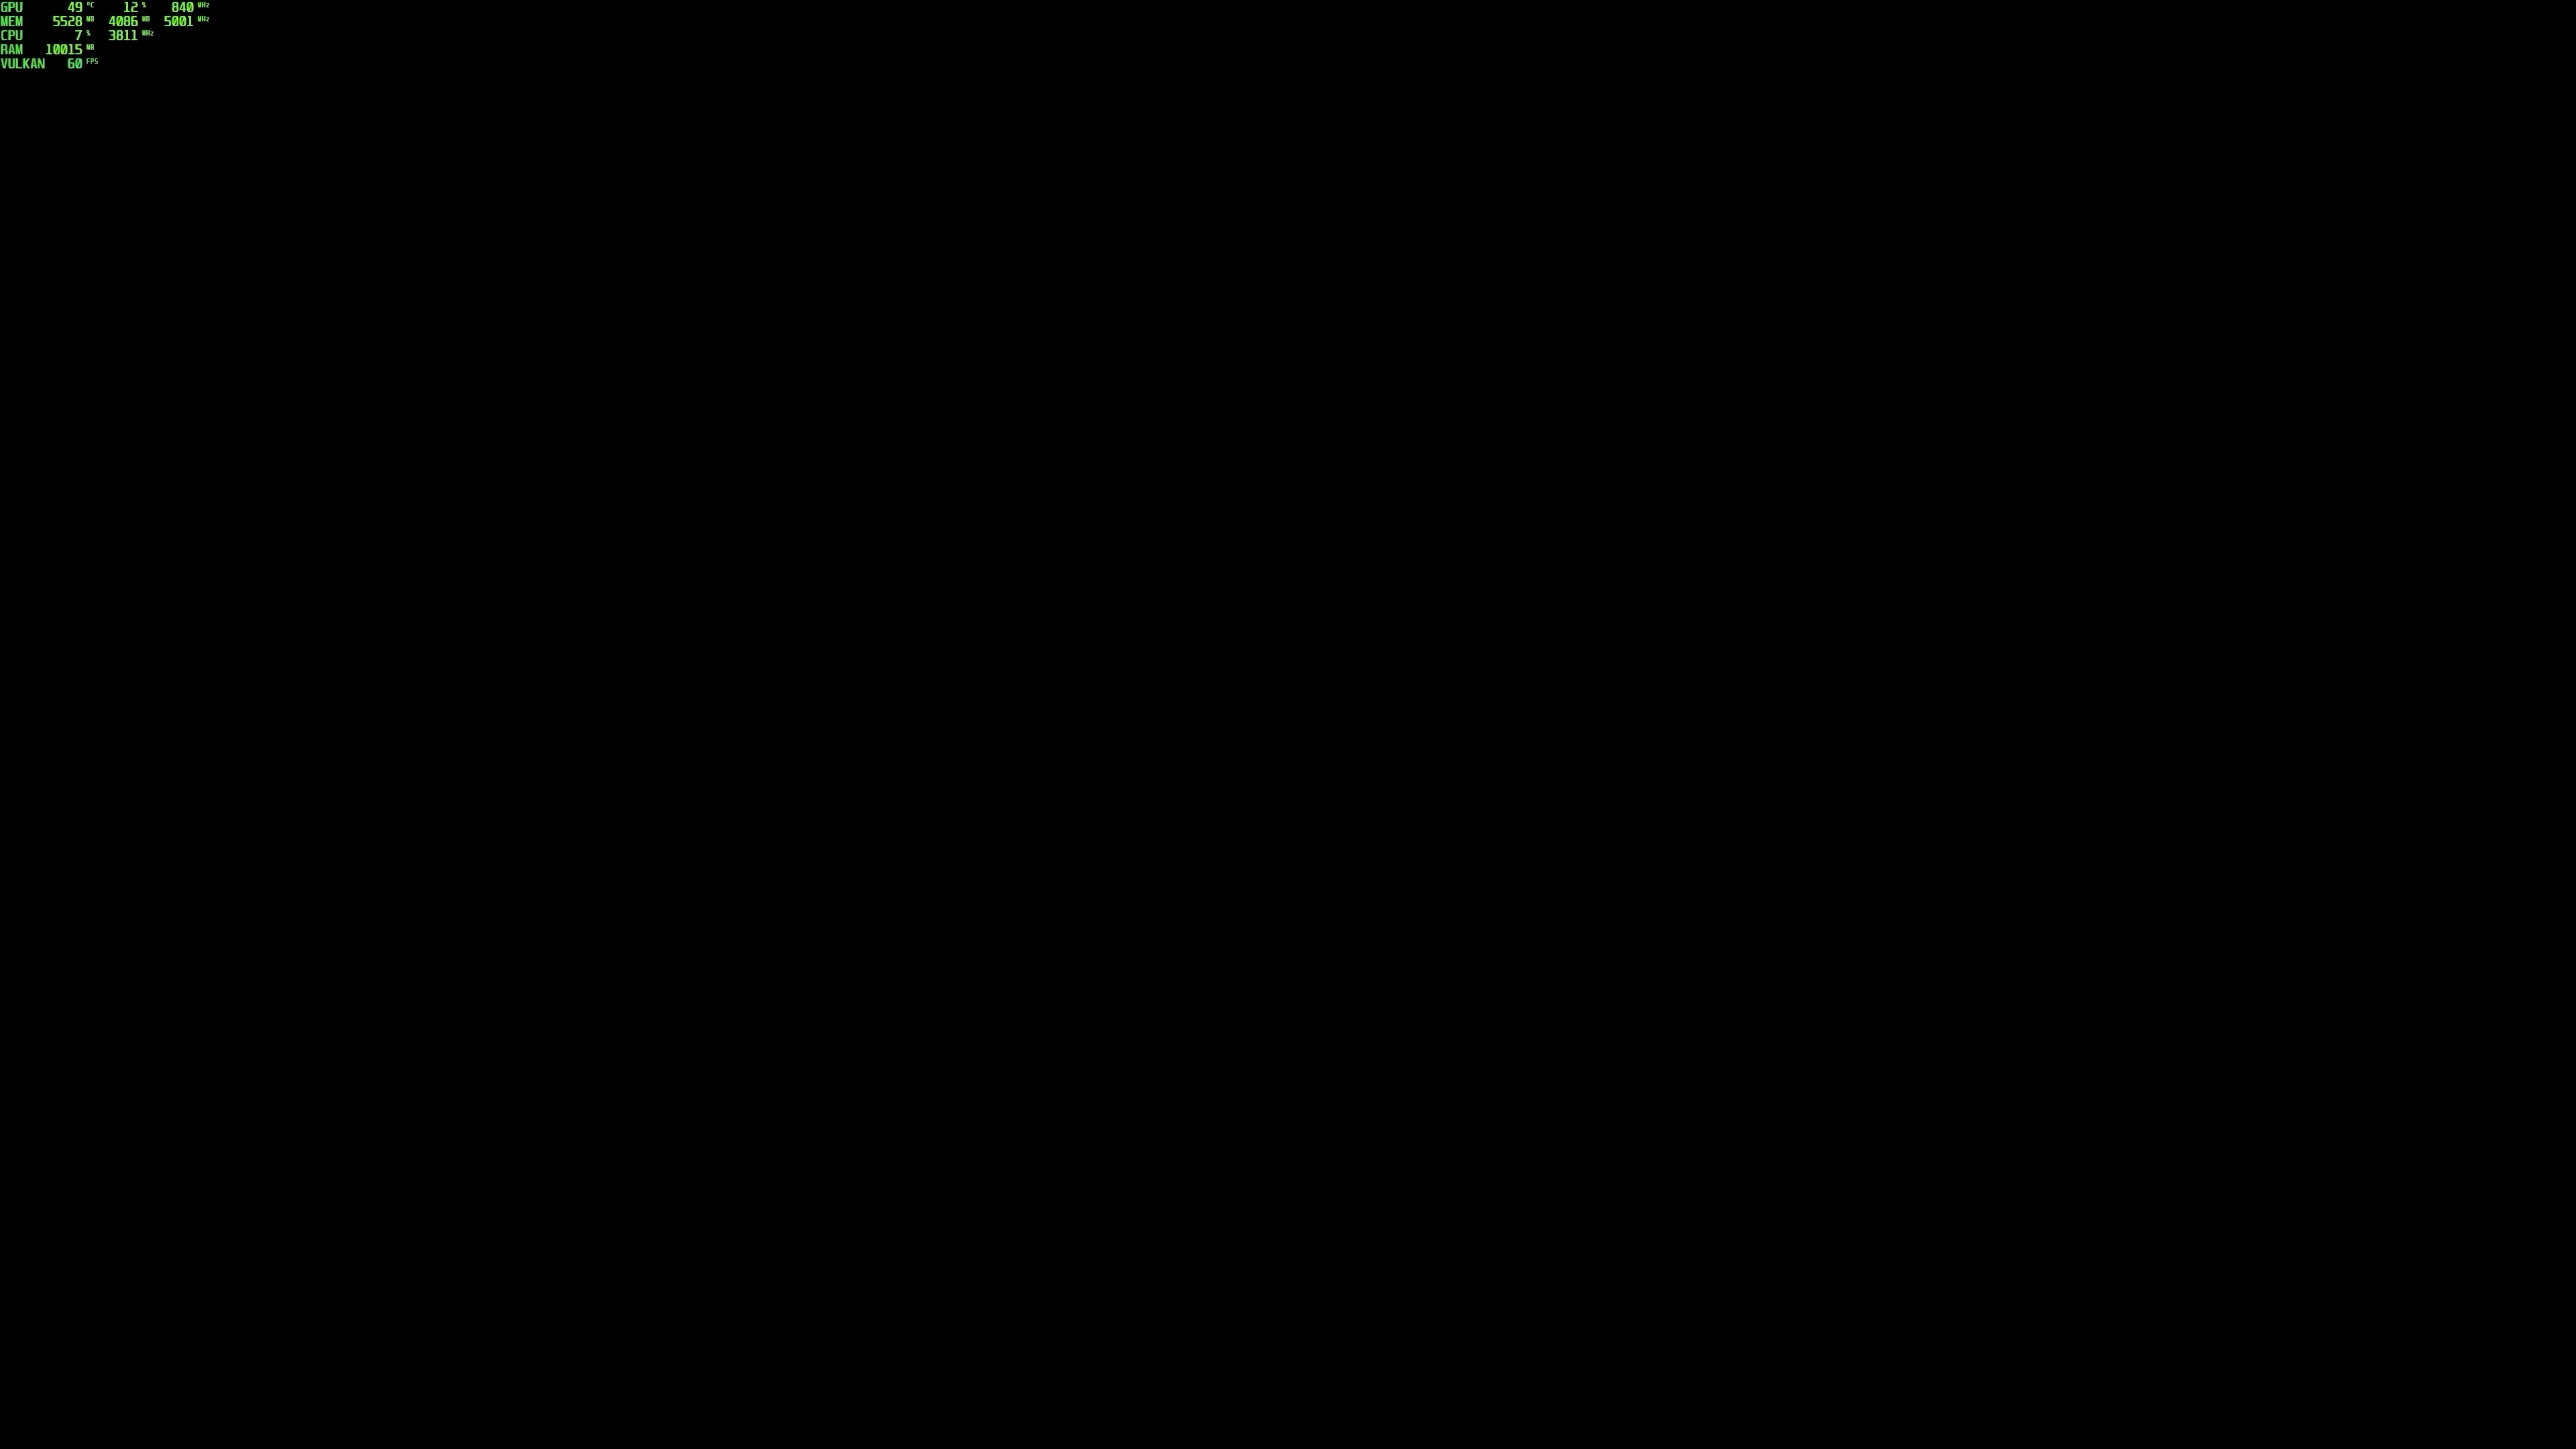 GPU 49 °C 12 % 840 MHz
MEM 5528 MB 4086 MB 5001 MHz
CPU 7 % 3811 MHz
RAM 10015 MB
VULKAN 60 FPS